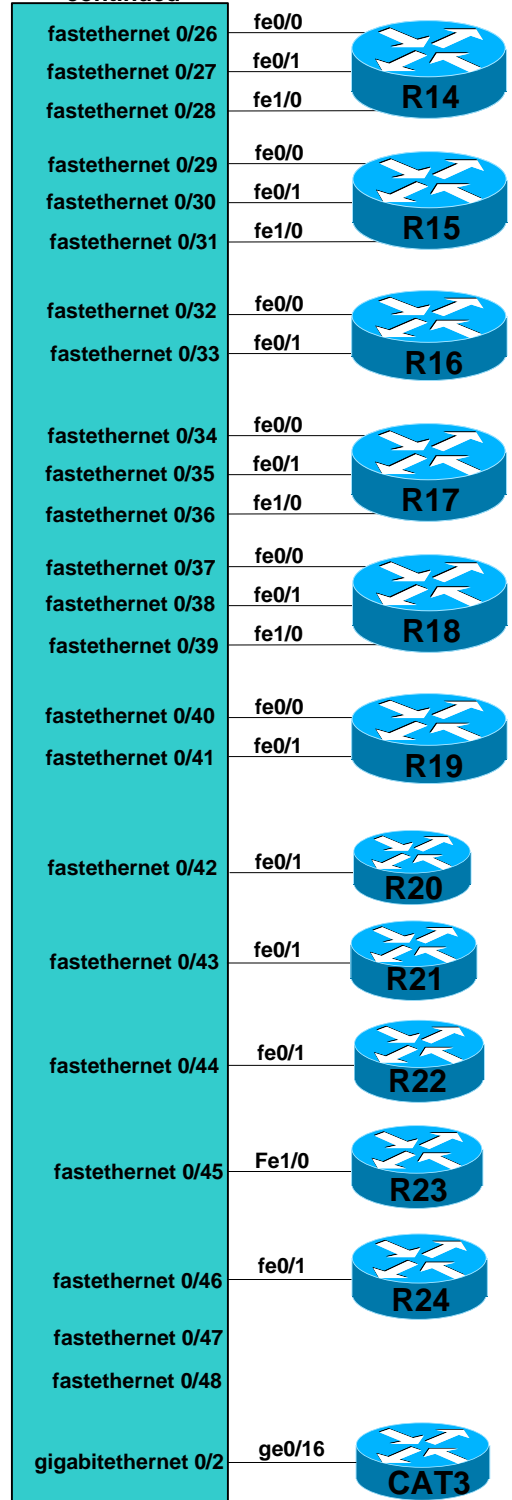 continued
fastethernet 0/26 fe0/0
fastethernet 0/27 fe0/1
R14
fastethernet 0/28 fe1/0
fastethernet 0/29 fe0/0
fastethernet 0/30 fe0/1
R15
fastethernet 0/31 fe1/0
fastethernet 0/32 fe0/0
fastethernet 0/33 fe0/1
R16
fastethernet 0/34 fe0/0
fastethernet 0/35 fe0/1
R17
fastethernet 0/36 fe1/0
fastethernet 0/37 fe0/0
fastethernet 0/38 fe0/1
R18
fastethernet 0/39 fe1/0
fastethernet 0/40 fe0/0
fastethernet 0/41 fe0/1
R19
fastethernet 0/42 fe0/1
R20
fastethernet 0/43 fe0/1
R21
fastethernet 0/44 fe0/1
R22
fastethernet 0/45 Fe1/0
R23
fastethernet 0/46 fe0/1
R24
fastethernet 0/47
fastethernet 0/48
gigabitethernet 0/2 ge0/16
CAT3